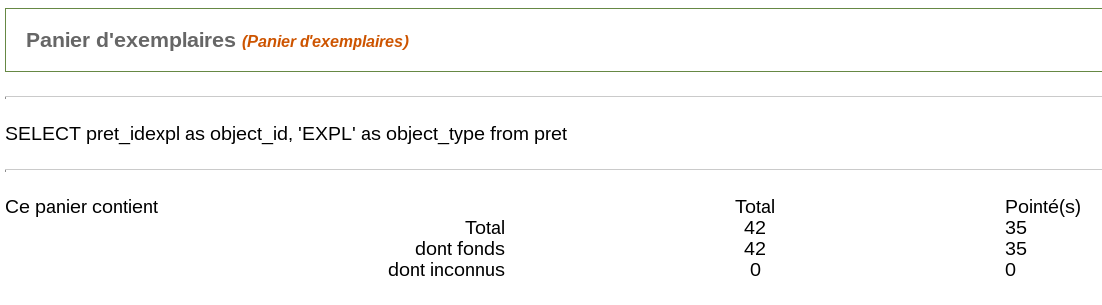 Panier d'exemplaires (Panier d'exemplaires)
SELECT pret_idexpl as object_id, 'EXPL' as object_type from pret
Ce panier contient Total Pointé(s)
Total 42 35
dont fonds 42 35
dont inconnus 0 0